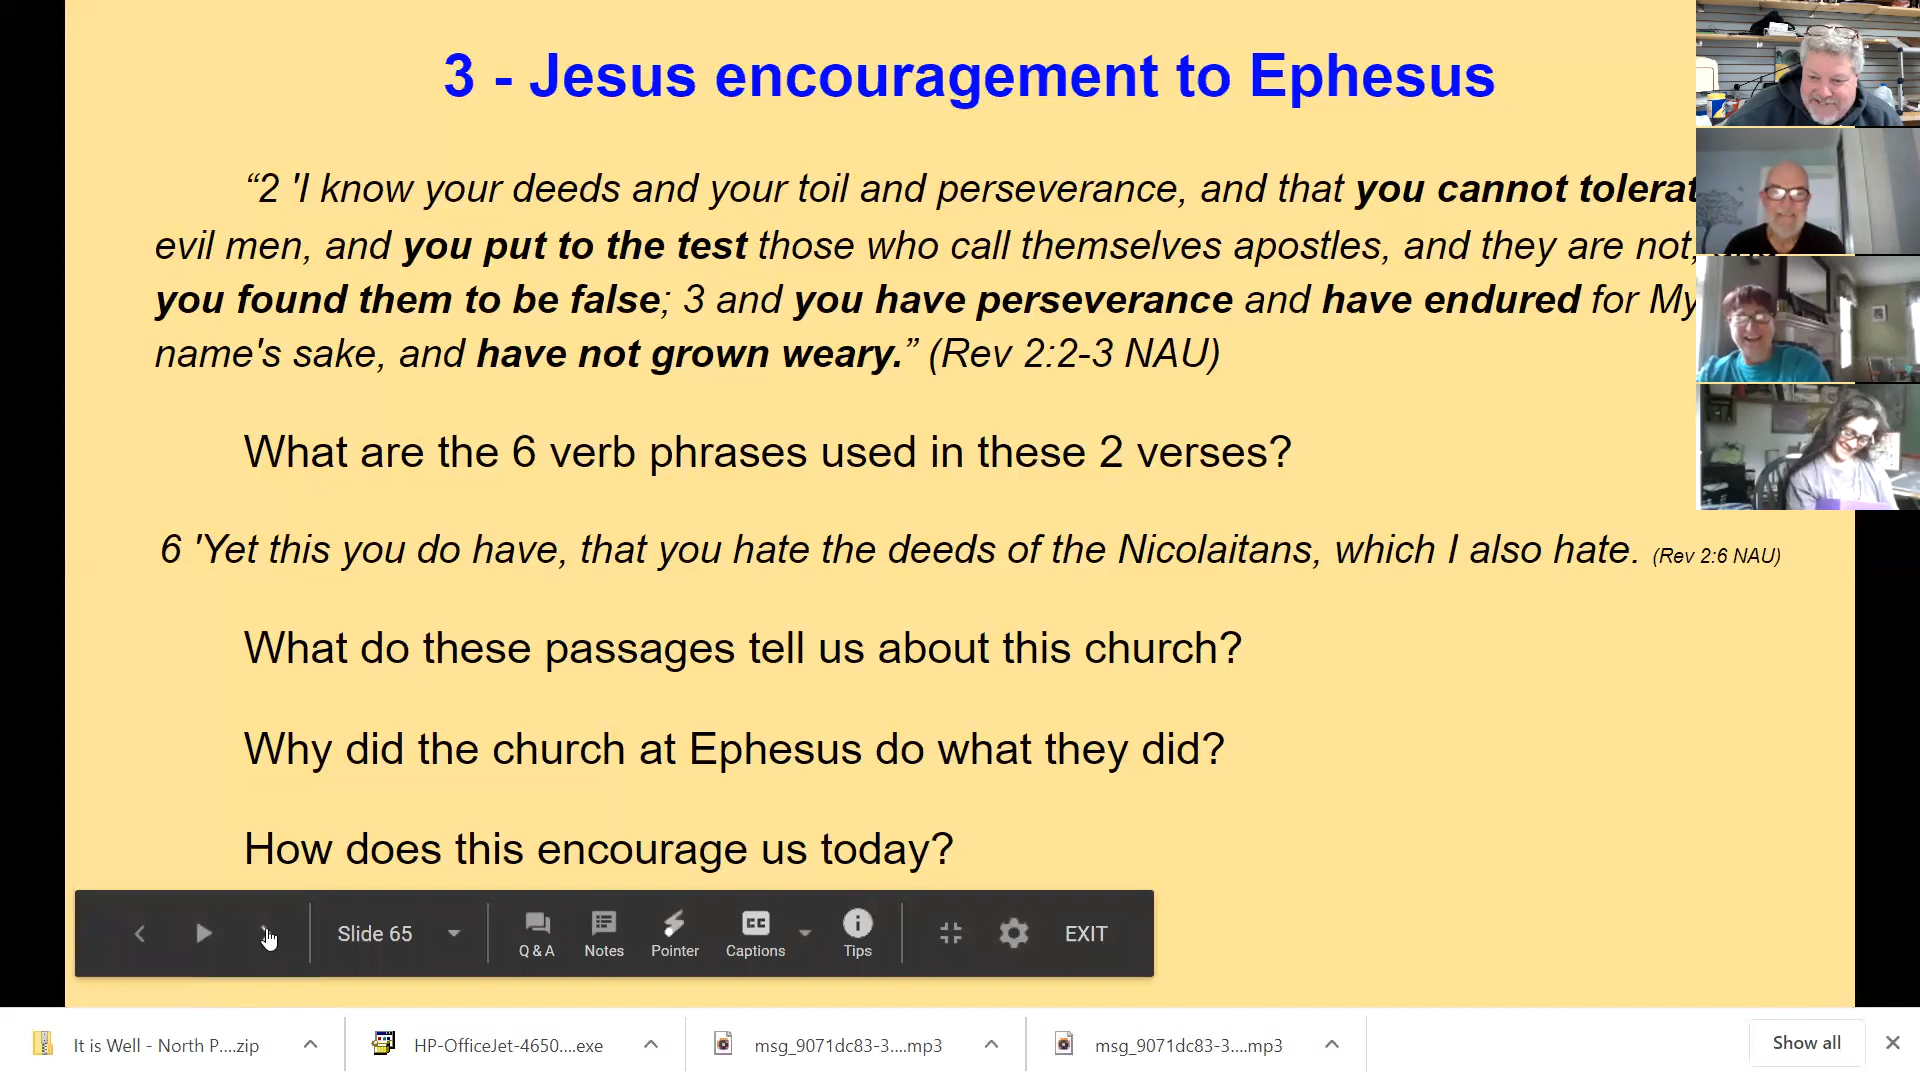 3 - Jesus encouragement to Ephesus
“2 'I know your deeds and your toil and perseverance, and that you cannot
evil men, and you put to the test those who call themselves apostles, and they are not,
you found them to be false; 3 and you have perseverance and have endured for My
name's sake, and have not grown weary.” (Rev 2:2-3 NAU)
What are the 6 verb phrases used in these 2 verses?
6 'Yet this you do have, that you hate the deeds of the Nicolaitans, which I also hate. (Rev 2:6 NAU)
What do these passages tell us about this church?
Why did the church at Ephesus do what they did?
How does this encourage us today?
Slide 65
Q & A
Notes
Pointer
CC
Captions
Tips
EXIT
It is Well - North P....zip
HP-OfficeJet-4650....exe
msg_9071dc83-3....mp3
msg_9071dc83-3....mp3
Show all